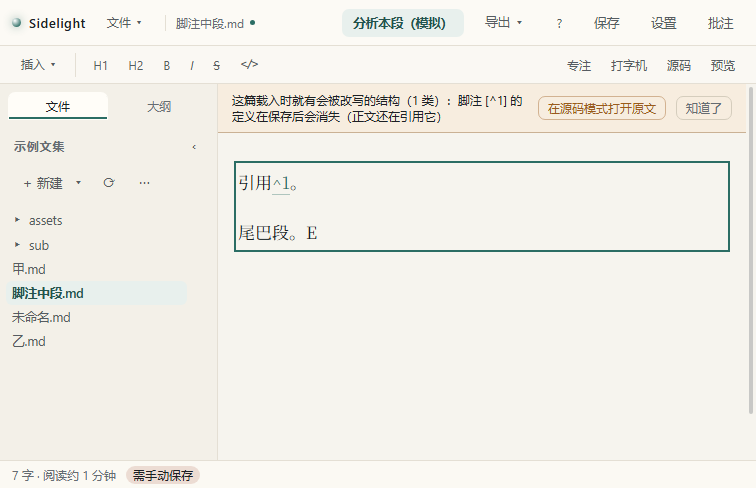 Sidelight 文件 脚注中段.md 分析本段（模拟） 导出 ? 保存 设置 批注
插入 H1 H2 B I S </> 专注 打字机 源码 预览
文件 大纲
示例文集
+ 新建 ···
assets
sub
甲.md
脚注中段.md
未命名.md
乙.md
这篇载入时就有会被改写的结构（1 类）：脚注 [^1] 的
定义在保存后会消失（正文还在引用它）
在源码模式打开原文 知道了
引用^1。
尾巴段。E
7 字 · 阅读约 1 分钟 需手动保存